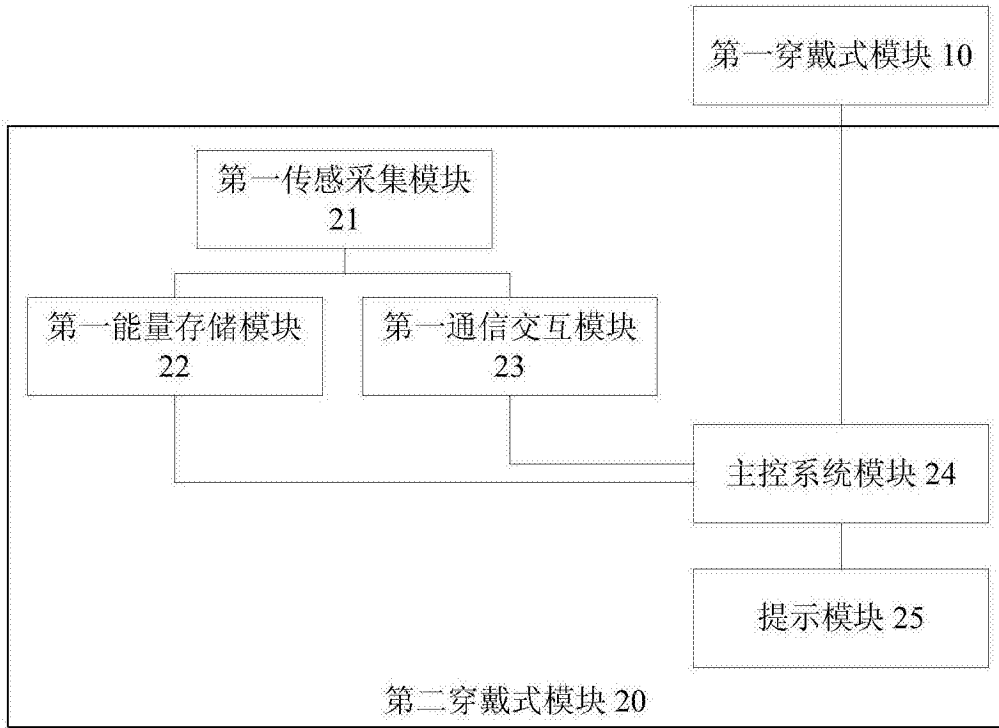 第一穿戴式模块 10
第一传感采集模块
21
第一能量存储模块
22
第一通信交互模块
23
主控系统模块 24
提示模块 25
第二穿戴式模块 20